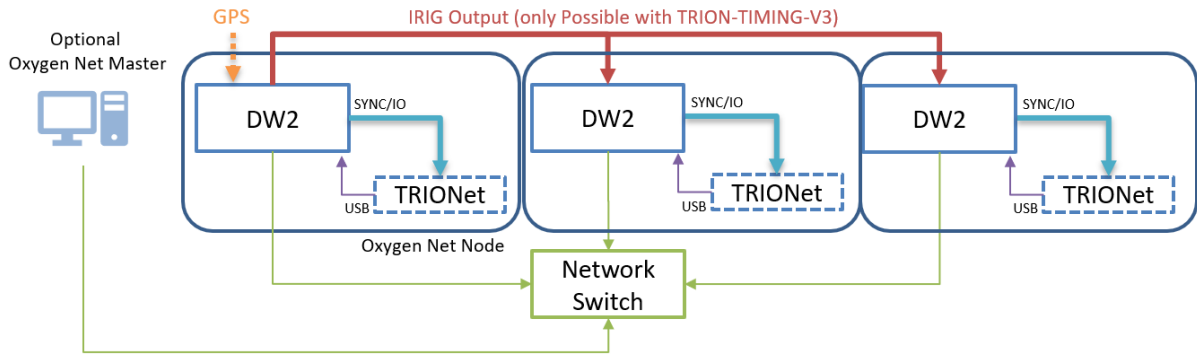 GPS
IRIG Output (only Possible with TRION-TIMING-V3)
Optional
Oxygen Net Master
DW2
SYNC/IO
USB
TRIONet
DW2
SYNC/IO
USB
TRIONet
DW2
SYNC/IO
USB
TRIONet
Oxygen Net Node
Network
Switch